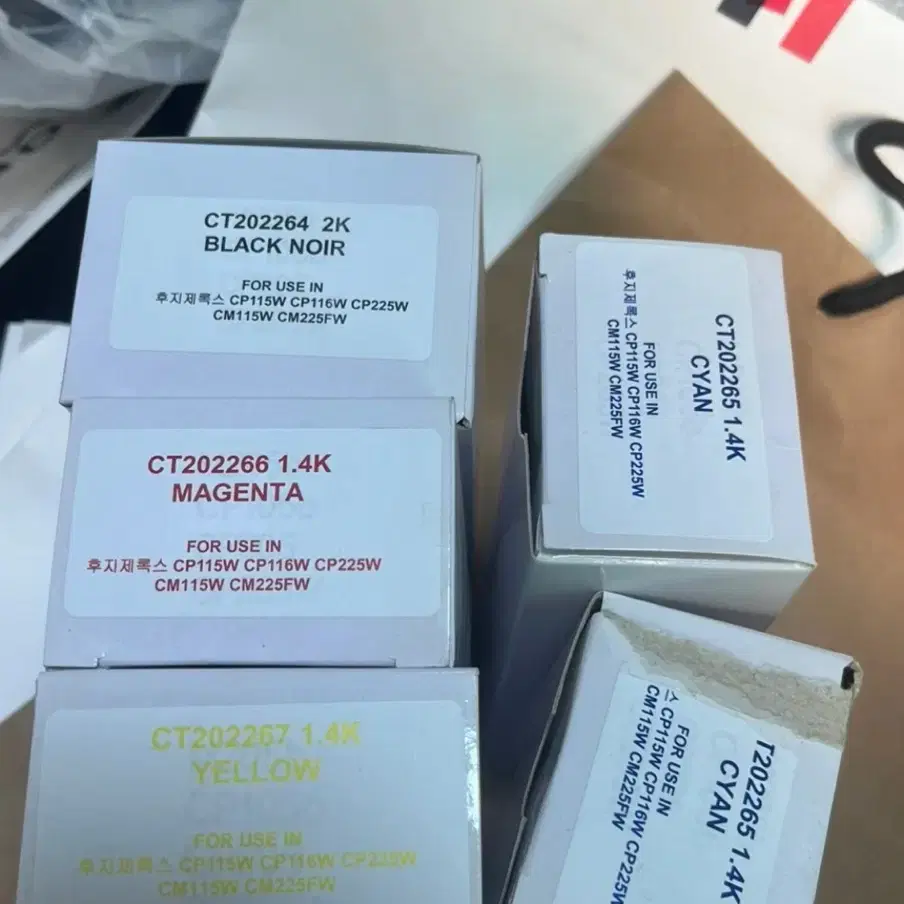 CT202264 2K
BLACK NOIR
FOR USE IN
후지제록스 CP115W CP116W CP225W
CM115W CM225FW
CT202266 1.4K
MAGENTA
FOR USE IN
후지제록스 CP115W CP116W CP225W
CM115W CM225FW
CT202267 1.4K
YELLOW
FOR USE IN
후지제록스 CP115W CP116W CP225W
CM115W CM225FW
CT202265 1.4K
CYAN
FOR USE IN
후지제록스 CP115W CP116W CP225W
CM115W CM225FW
T202265 1.4K
CYAN
FOR USE IN
스 CP115W CP116W CP225W
CM115W CM225FW